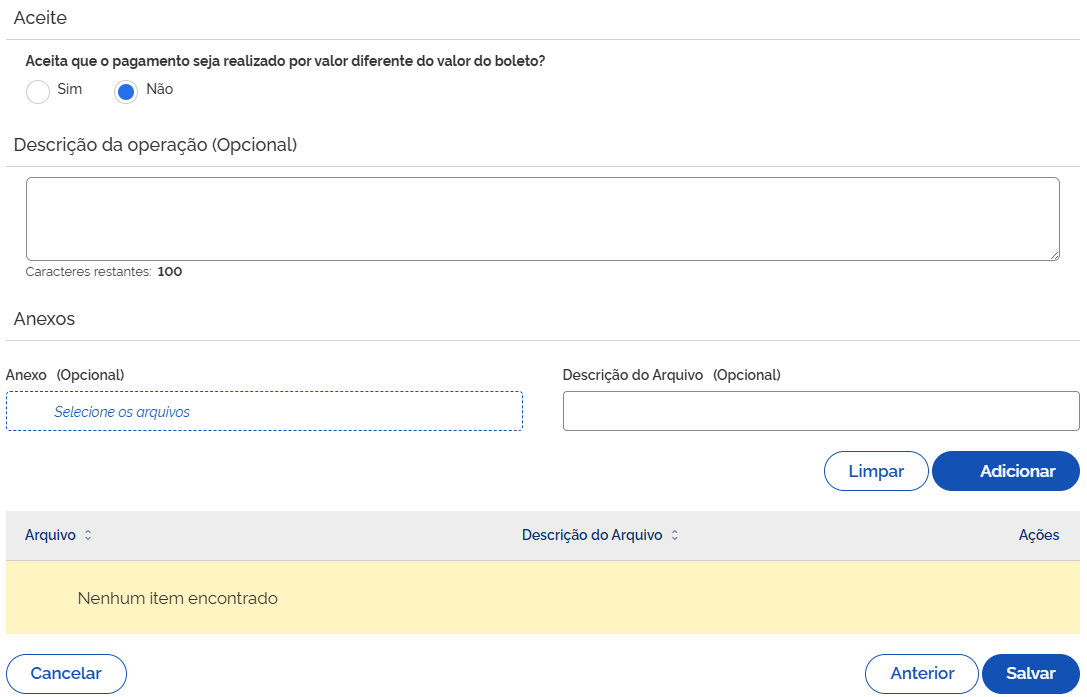 Aceite
Aceita que o pagamento seja realizado por valor diferente do valor do boleto?
Sim Não
Descrição da operação (Opcional)
Caracteres restantes: 100
Anexos
Anexo (Opcional) Descrição do Arquivo (Opcional)
Selecione os arquivos
Limpar Adicionar
Arquivo Descrição do Arquivo Ações
Nenhum item encontrado
Cancelar Anterior Salvar